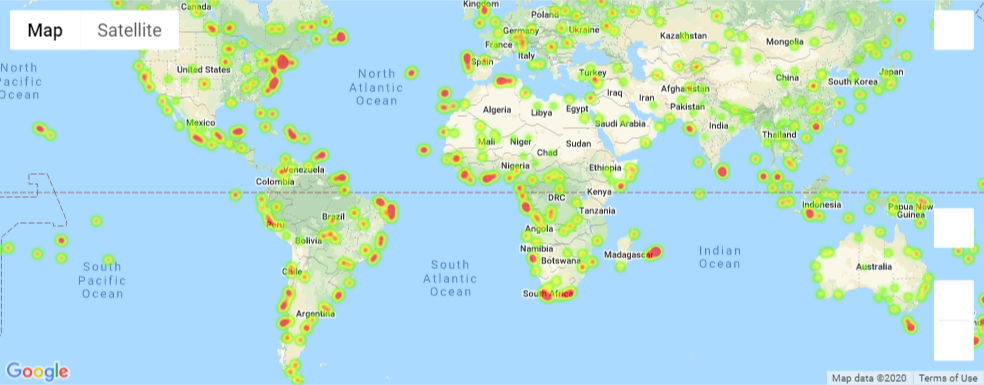 Map
Satellite
Canada
Kingdom
Poland
Germany
Ukraine
France
Kazakhstan
Mongolia
North
Pacific
Ocean
United States
North
Atlantic
Ocean
Spain
Italy
Turkey
China
South Korea
Japan
Iraq
Iran
Afghanistan
Pakistan
Algeria
Libya
Egypt
Saudi Arabia
India
Thailand
Mexico
Mali
Niger
Chad
Sudan
Nigeria
Ethiopia
Venezuela
Colombia
DRC
Kenya
Tanzania
Indonesia
Papua New
Guinea
Peru
Brazil
Bolivia
Angola
Namibia
Botswana
Madagascar
Indian
Ocean
South
Pacific
Ocean
South
Atlantic
Ocean
Chile
Argentina
South Africa
Australia
Google
Map data ©2020
Terms of Use